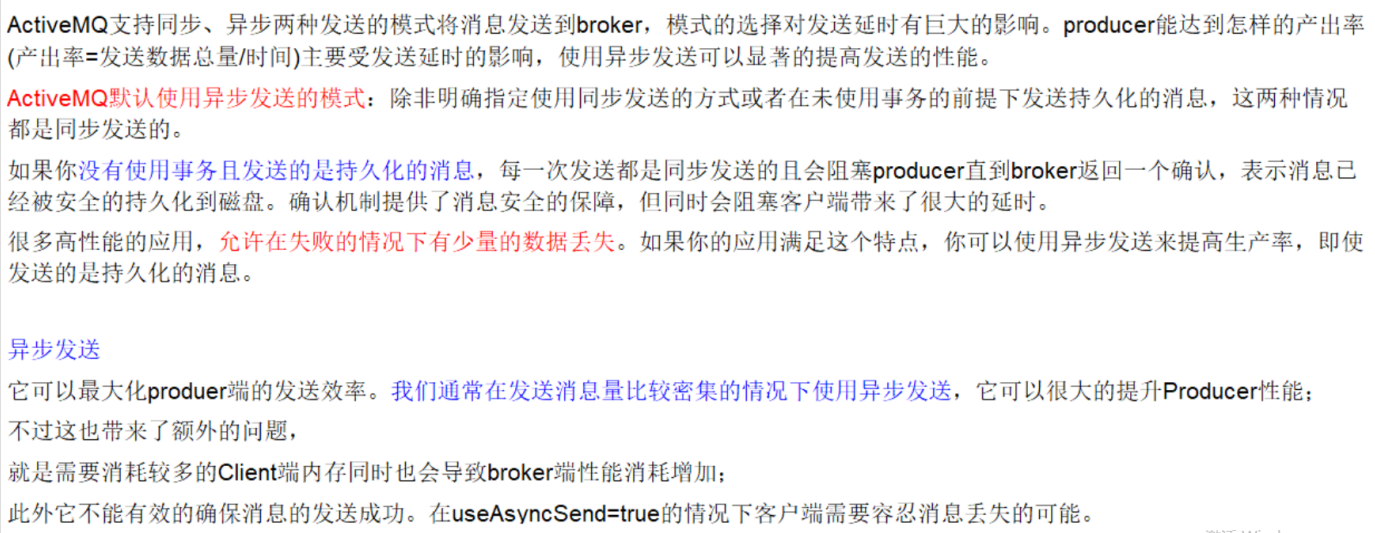 ActiveMQ支持同步、异步两种发送的模式将消息发送到broker，模式的选择对发送延时有巨大的影响。producer能达到怎样的产出率
(产出率=发送数据总量/时间)主要受发送延时的影响，使用异步发送可以显著的提高发送的性能。
ActiveMQ默认使用异步发送的模式：除非明确指定使用同步发送的方式或者在未使用事务的前提下发送持久化的消息，这两种情况
都是同步发送的。
如果你没有使用事务且发送的是持久化的消息，每一次发送都是同步发送的且会阻塞producer直到broker返回一个确认，表示消息已
经被安全的持久化到磁盘。确认机制提供了消息安全的保障，但同时会阻塞客户端带来了很大的延时。
很多高性能的应用，允许在失败的情况下有少量的数据丢失。如果你的应用满足这个特点，你可以使用异步发送来提高生产率，即使
发送的是持久化的消息。
异步发送
它可以最大化produer端的发送效率。我们通常在发送消息量比较密集的情况下使用异步发送，它可以很大的提升Producer性能；
不过这也带来了额外的问题，
就是需要消耗较多的Client端内存同时也会导致broker端性能消耗增加；
此外它不能有效的确保消息的发送成功。在useAsyncSend=true的情况下客户端需要容忍消息丢失的可能。